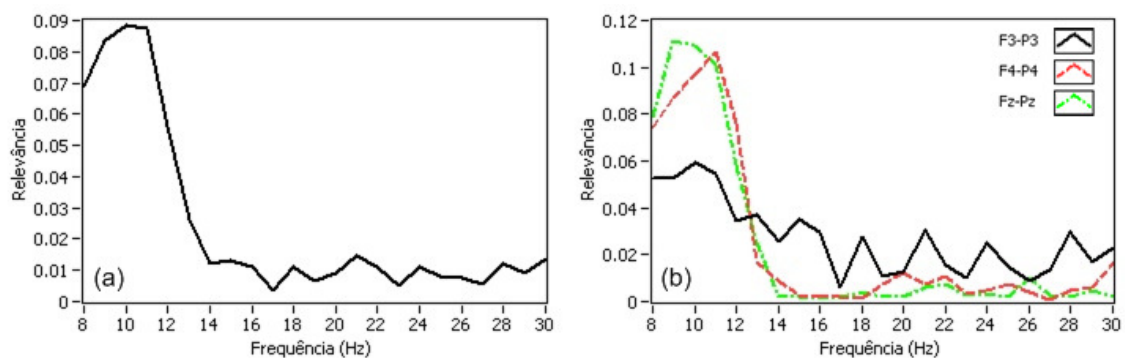 0.09
0.08
0.07
0.06
0.05
0.04
0.03
0.02
0.01
0
Relevância
(a)
8 10 12 14 16 18 20 22 24 26 28 30
Frequência (Hz)
0.12
0.1
0.08
0.06
0.04
0.02
0
Relevância
F3-P3
F4-P4
Fz-Pz
(b)
8 10 12 14 16 18 20 22 24 26 28 30
Frequência (Hz)